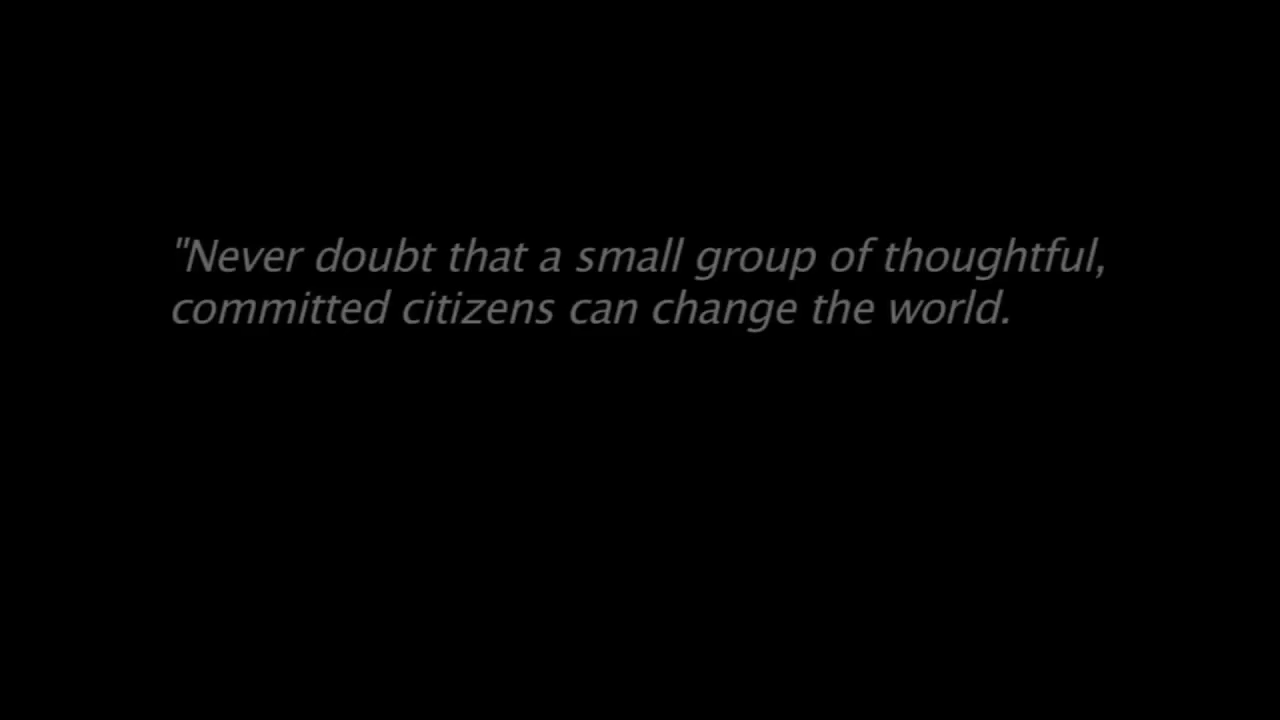 "Never doubt that a small group of thoughtful,
committed citizens can change the world.